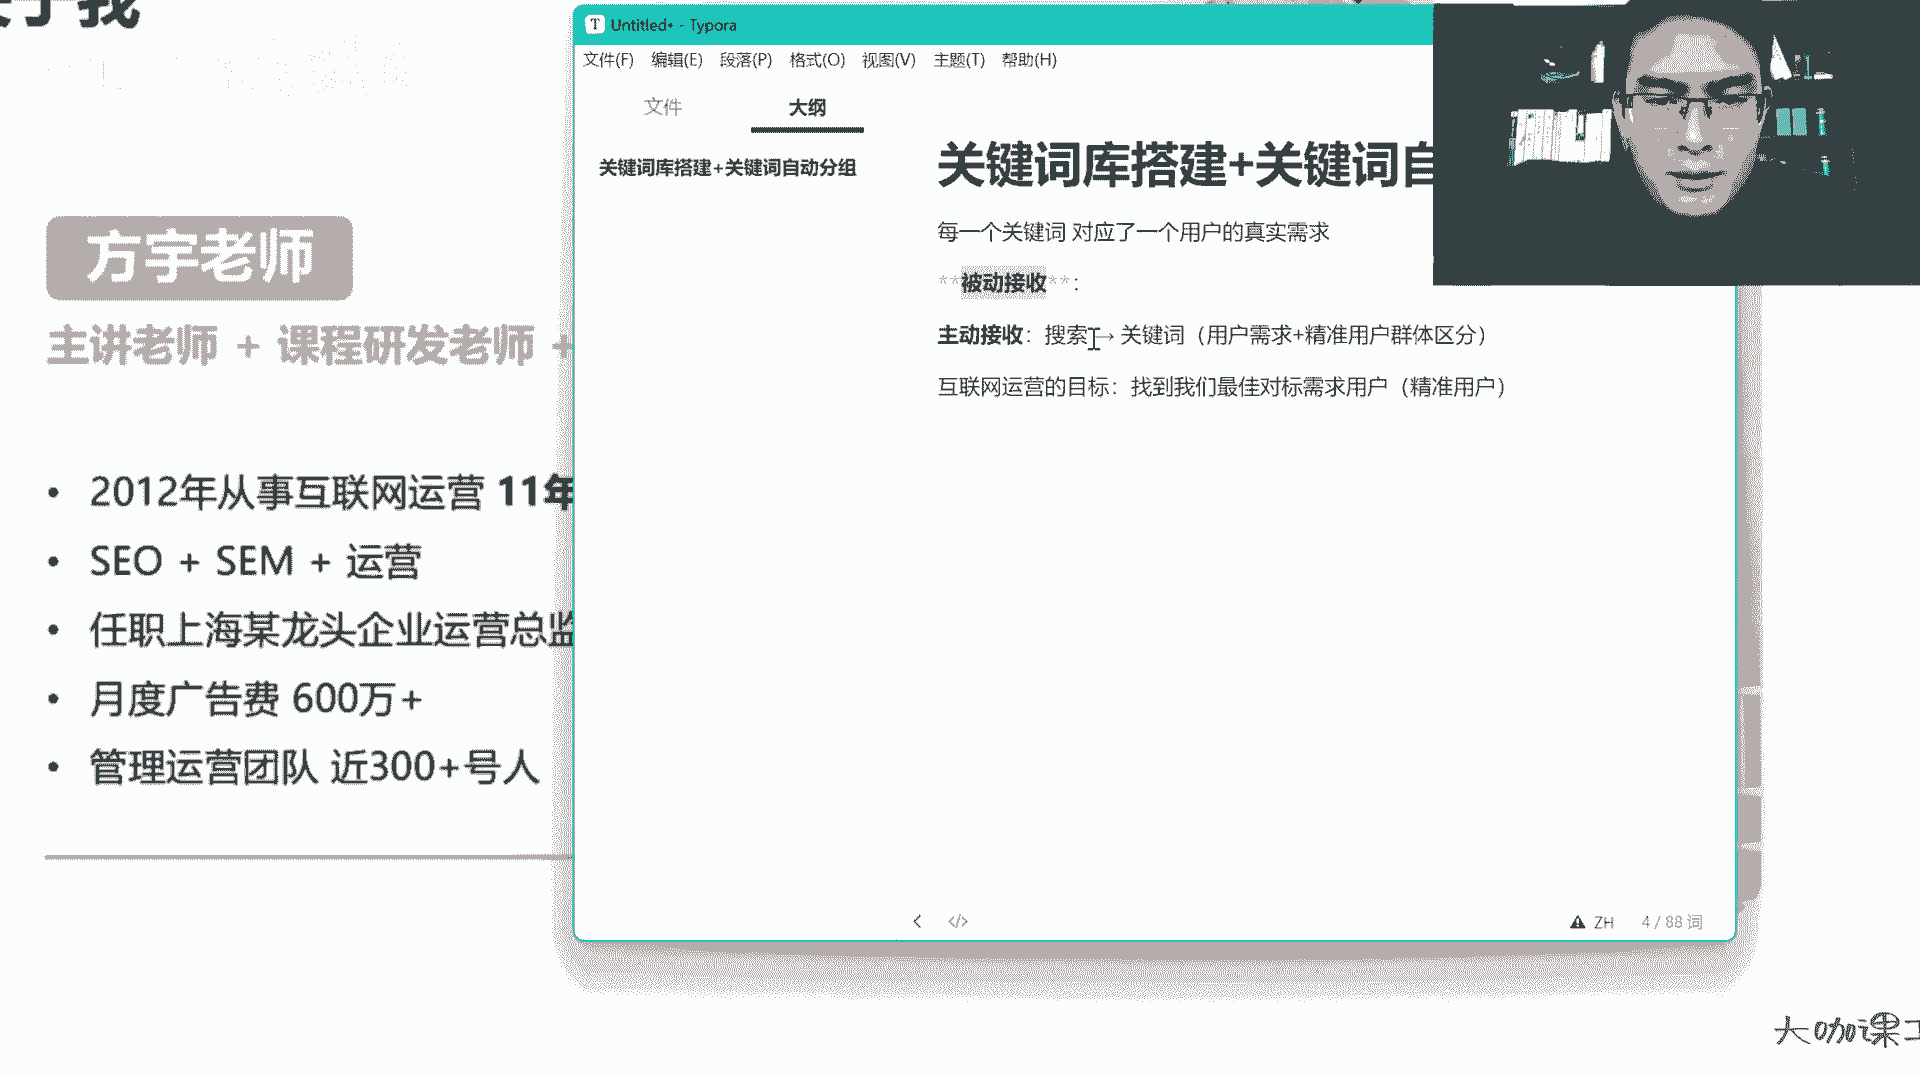 方宇老师
主讲老师 + 课程研发老师 +
• 2012年从事互联网运营 11年
• SEO + SEM + 运营
• 任职上海某龙头企业运营总监
• 月度广告费 600万+
• 管理运营团队 近300+号人
Untitled• - Typora
文件(F) 编辑(E) 段落(P) 格式(O) 视图(V) 主题(T) 帮助(H)
文件 大纲
关键词库搭建+关键词自动分组
关键词库搭建+关键词自
每一个关键词 对应了一个用户的真实需求
**被动接收**：
主动接收：搜索 → 关键词（用户需求+精准用户群体区分）
互联网运营的目标：找到我们最佳对标需求用户（精准用户）
ZH 4 / 88 词
大咖课